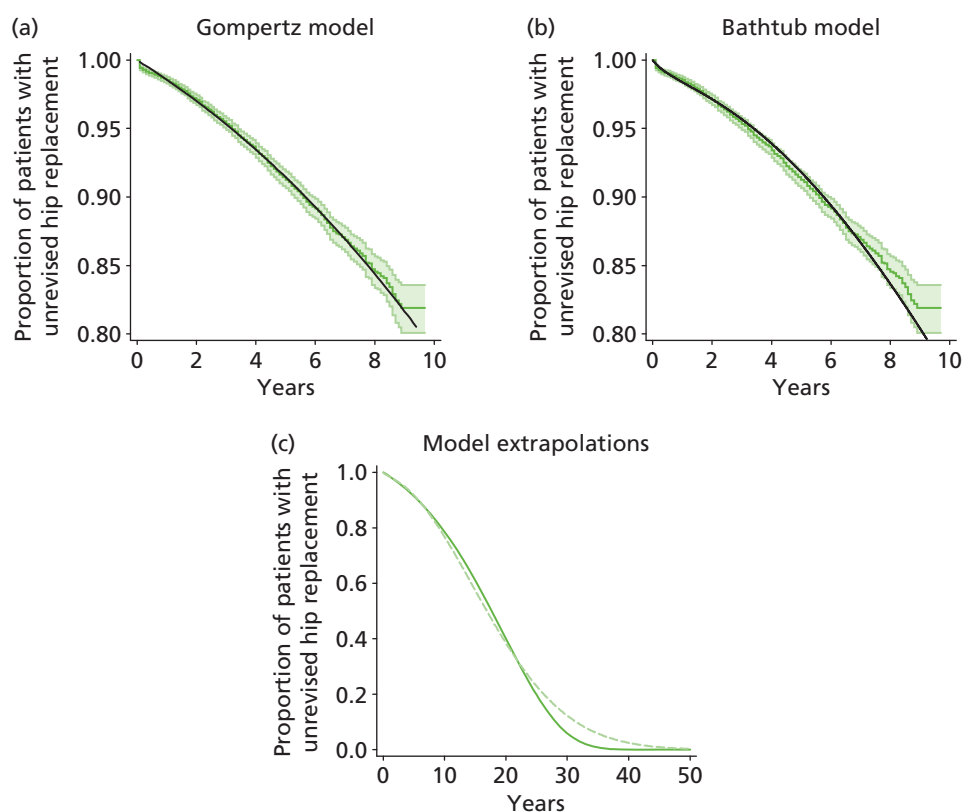 (a)
Gompertz model
Proportion of patients with
unrevised hip replacement
1.00
0.95
0.90
0.85
0.80
0 2 4 6 8 10
Years
(b)
Bathtub model
Proportion of patients with
unrevised hip replacement
1.00
0.95
0.90
0.85
0.80
0 2 4 6 8 10
Years
(c)
Model extrapolations
Proportion of patients with
unrevised hip replacement
1.0
0.8
0.6
0.4
0.2
0.0
0 10 20 30 40 50
Years